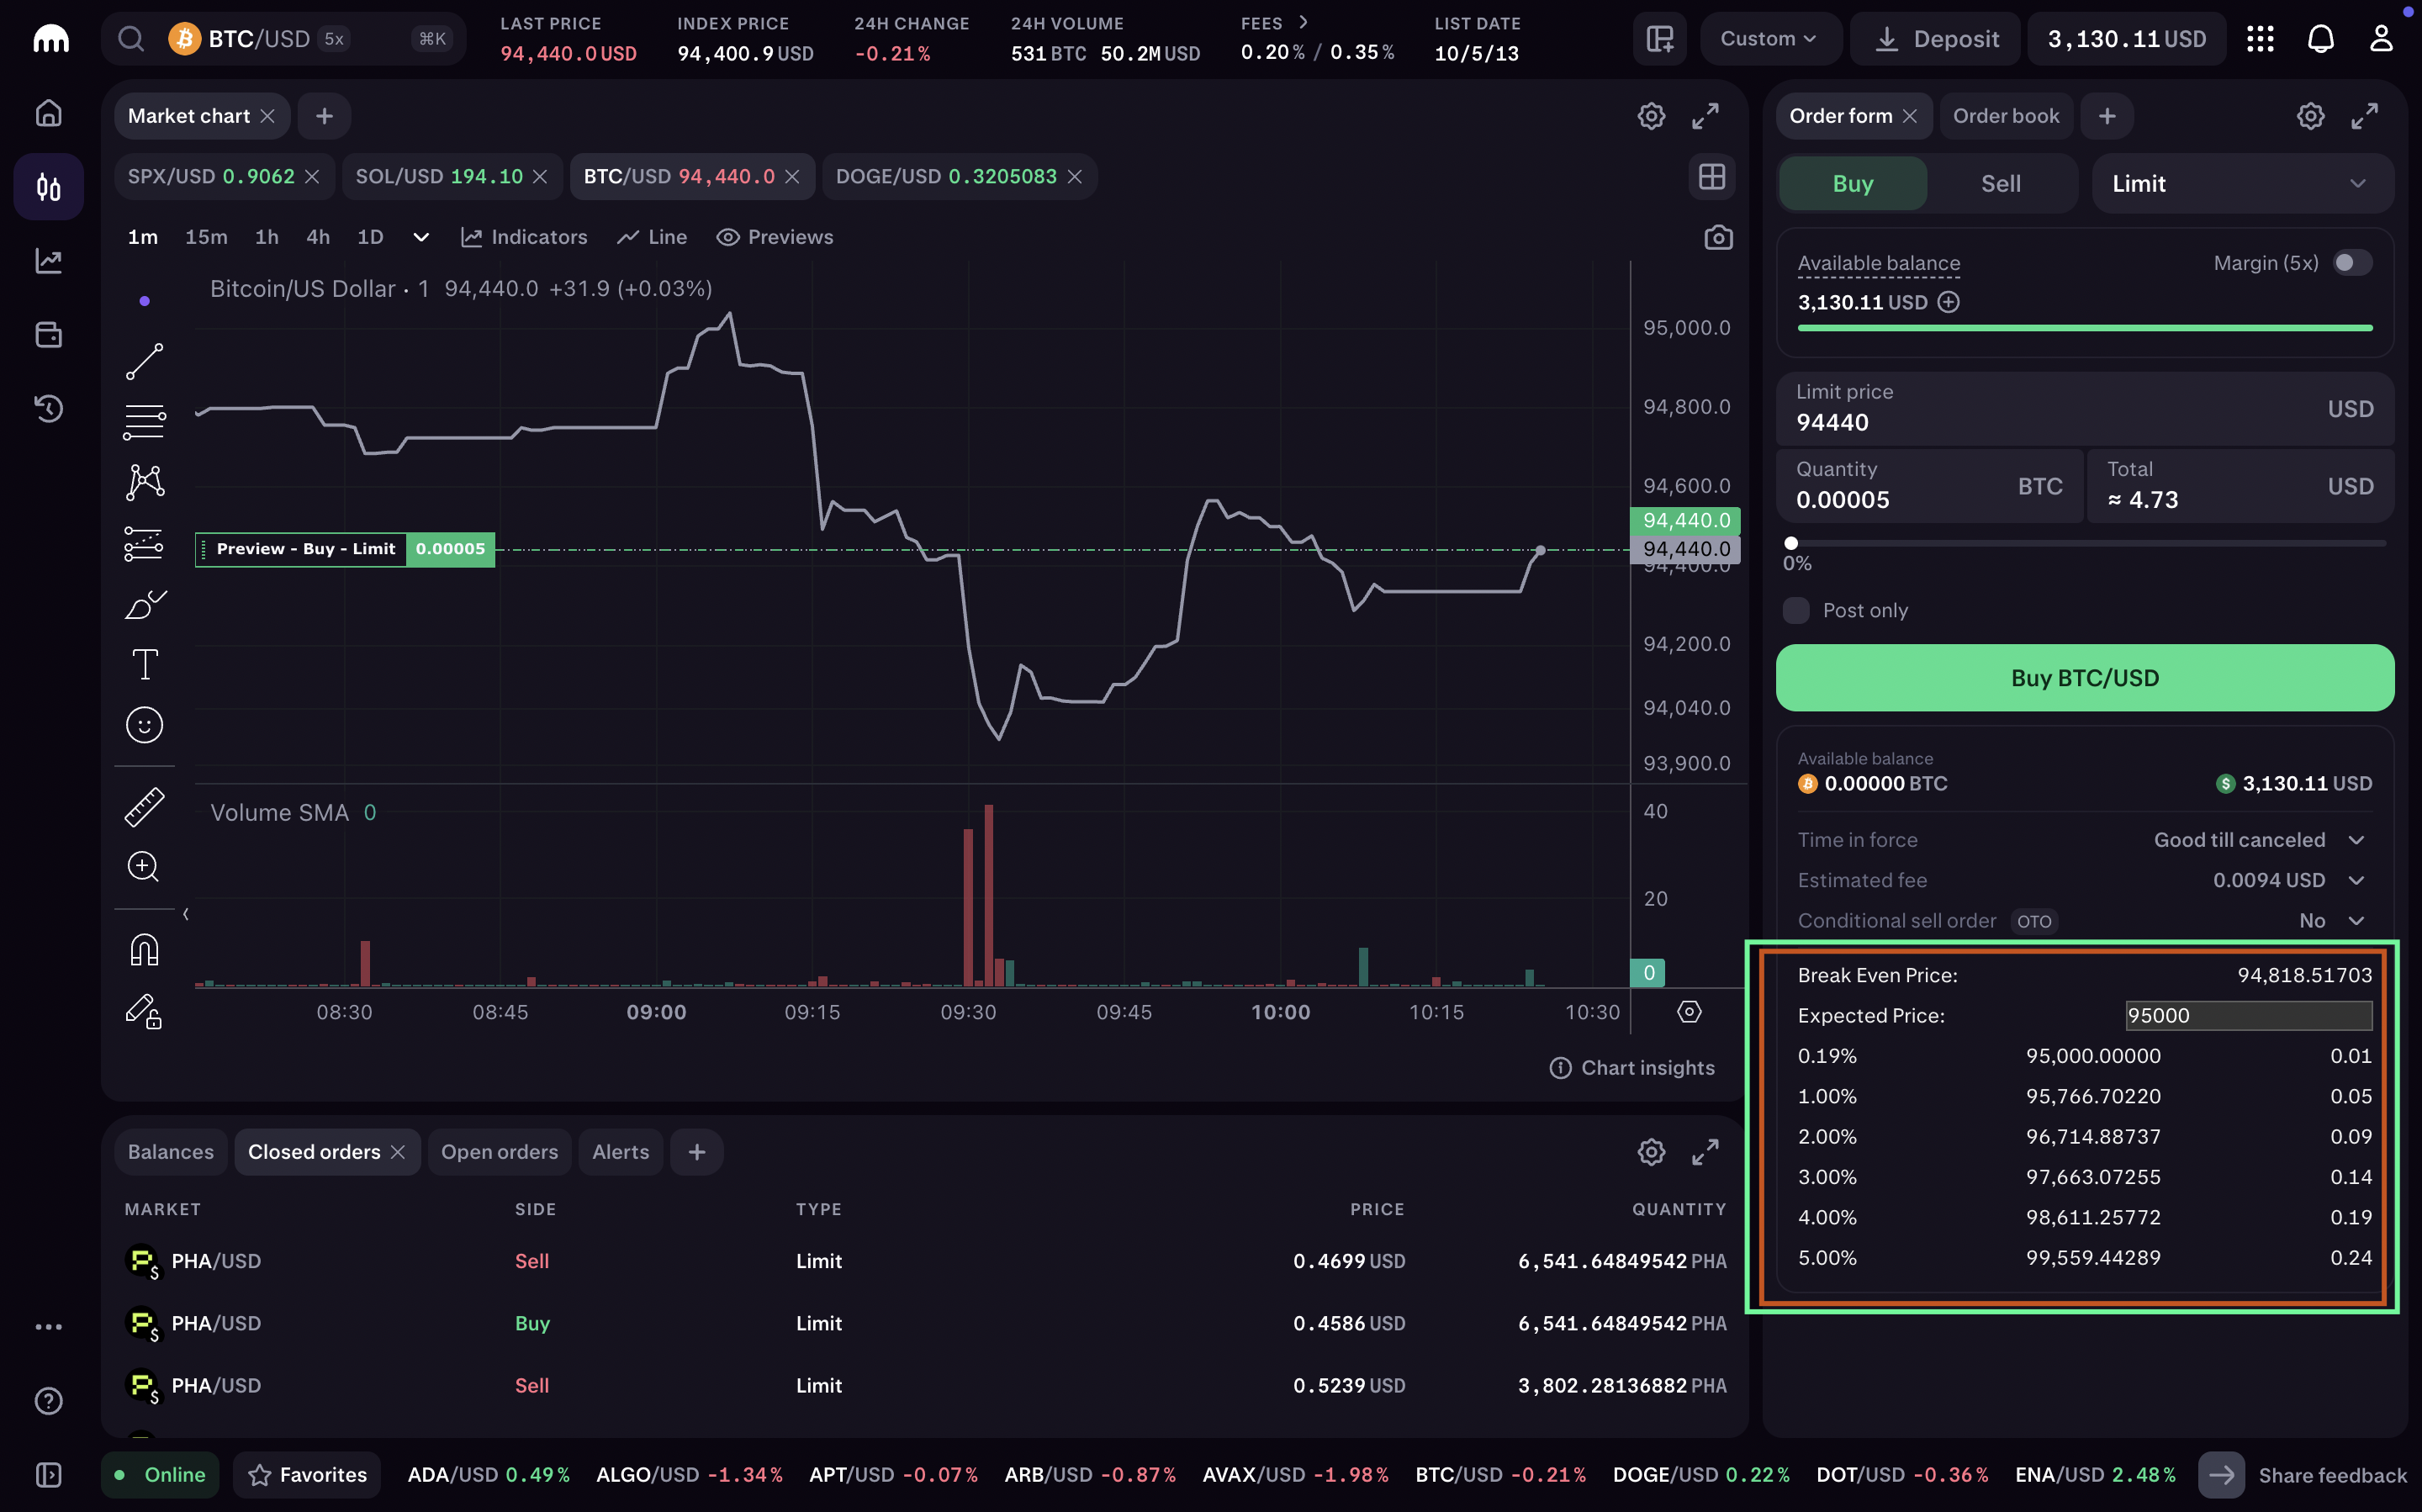 BTC/USD 5x ⌘K
LAST PRICE
94,440.0 USD
INDEX PRICE
94,400.9 USD
24H CHANGE
-0.21%
24H VOLUME
531 BTC 50.2M USD
FEES
0.20% / 0.35%
LIST DATE
10/5/13
Custom
Deposit
3,130.11 USD
Market chart
SPX/USD 0.9062
SOL/USD 194.10
BTC/USD 94,440.0
DOGE/USD 0.3205083
1m 15m 1h 4h 1D
Indicators
Line
Previews
Bitcoin/US Dollar · 1 94,440.0 +31.9 (+0.03%)
95,000.0
94,800.0
94,600.0
94,440.0
94,440.0
94,400.0
94,200.0
94,040.0
93,900.0
Preview - Buy - Limit 0.00005
Volume SMA 0
40
20
0
08:30 08:45 09:00 09:15 09:30 09:45 10:00 10:15 10:30
Chart insights
Order form
Order book
Buy
Sell
Limit
Available balance
Margin (5x)
3,130.11 USD
Limit price
94440
USD
Quantity
0.00005
BTC
Total
≈ 4.73
USD
0%
Post only
Buy BTC/USD
Available balance
0.00000 BTC
3,130.11 USD
Time in force Good till canceled
Estimated fee 0.0094 USD
Conditional sell order OTO No
Break Even Price: 94,818.51703
Expected Price: 95000
0.19% 95,000.00000 0.01
1.00% 95,766.70220 0.05
2.00% 96,714.88737 0.09
3.00% 97,663.07255 0.14
4.00% 98,611.25772 0.19
5.00% 99,559.44289 0.24
Balances
Closed orders
Open orders
Alerts
MARKET SIDE TYPE PRICE QUANTITY
PHA/USD Sell Limit 0.4699 USD 6,541.64849542 PHA
PHA/USD Buy Limit 0.4586 USD 6,541.64849542 PHA
PHA/USD Sell Limit 0.5239 USD 3,802.28136882 PHA
Online
Favorites
ADA/USD 0.49% ALGO/USD -1.34% APT/USD -0.07% ARB/USD -0.87% AVAX/USD -1.98% BTC/USD -0.21% DOGE/USD 0.22% DOT/USD -0.36% ENA/USD 2.48%
Share feedback